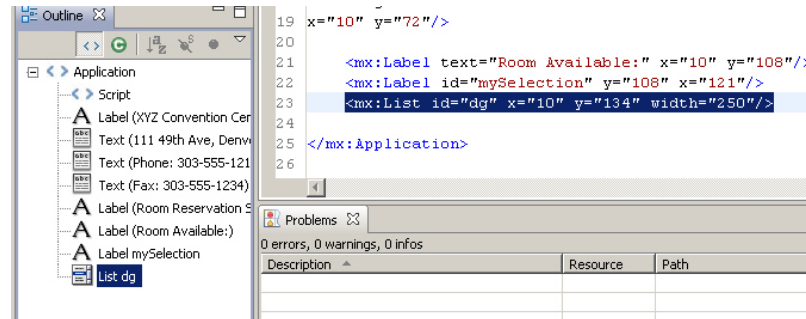 Outline
Application
Script
Label (XYZ Convention Cer
Text (111 49th Ave, Denv
Text (Phone: 303-555-121
Text (Fax: 303-555-1234)
Label (Room Reservation S
Label (Room Available:)
Label mySelection
List dg
19 x="10" y="72"/>
20
21 <mx:Label text="Room Available:" x="10" y="108"/>
22 <mx:Label id="mySelection" y="108" x="121"/>
23 <mx:List id="dg" x="10" y="134" width="250"/>
24
25 </mx:Application>
26
Problems
0 errors, 0 warnings, 0 infos
Description Resource Path